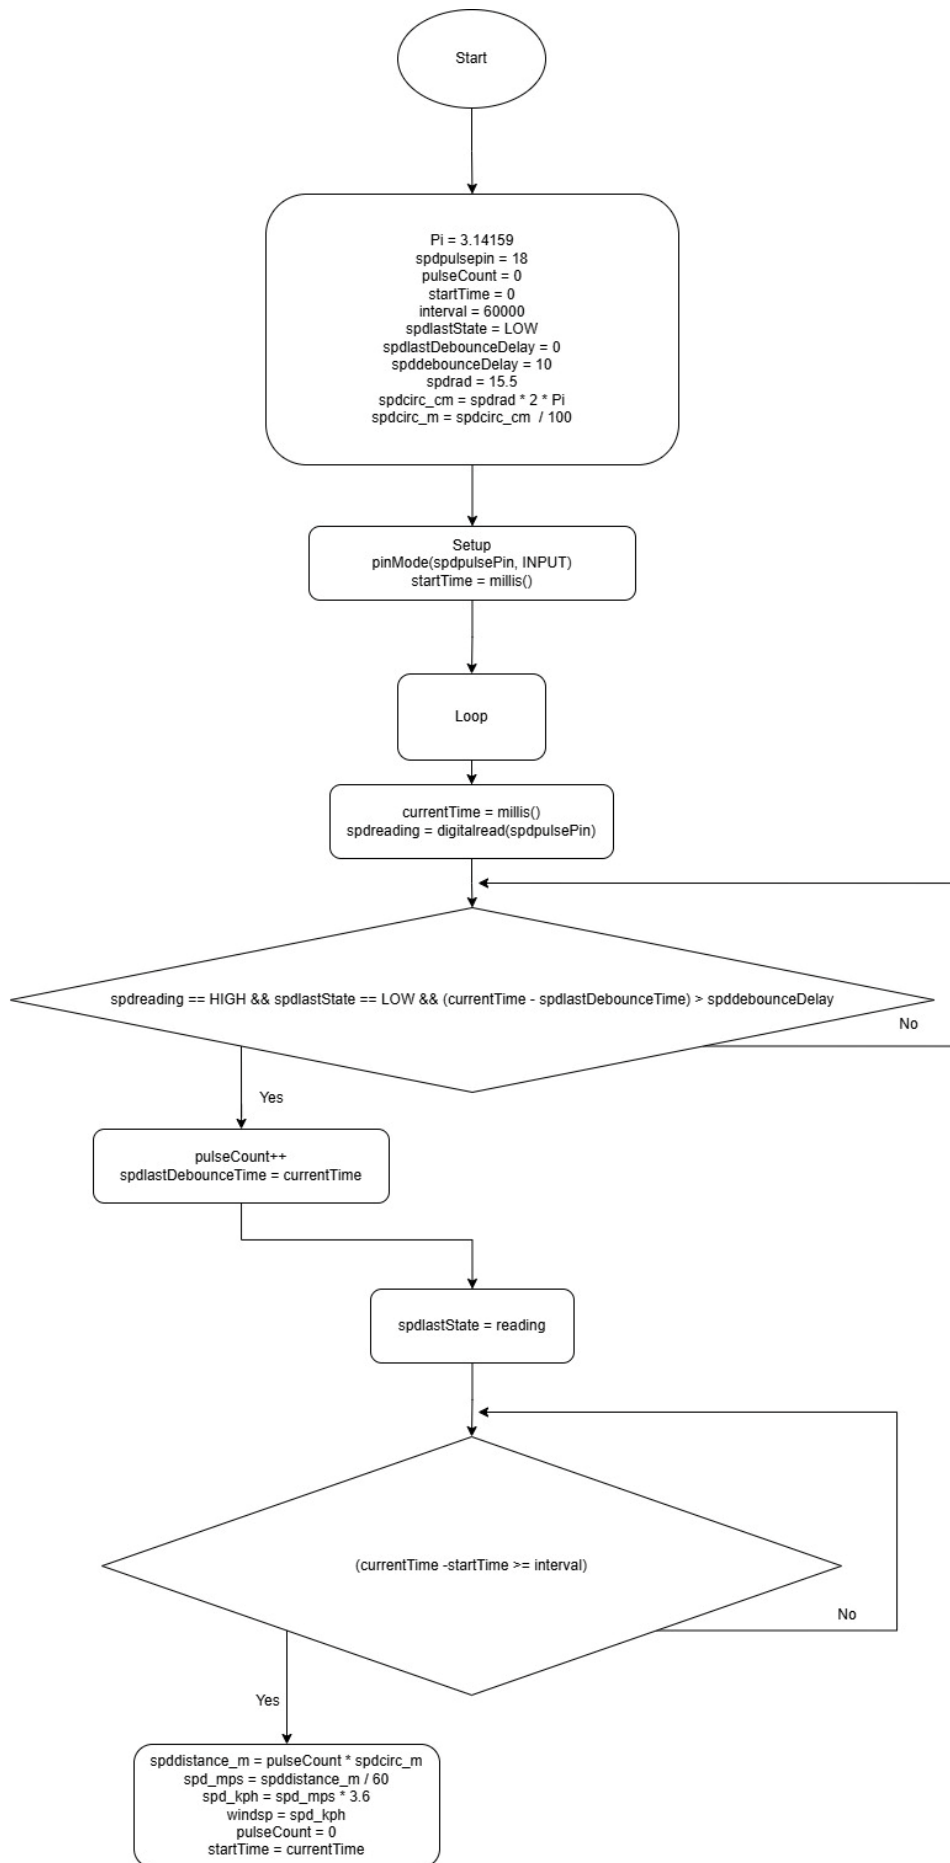 Start
Pi = 3.14159
spdpulsepin = 18
pulseCount = 0
startTime = 0
interval = 60000
spdlastState = LOW
spdlastDebounceDelay = 0
spddebounceDelay = 10
spdrad = 15.5
spdcirc_cm = spdrad * 2 * Pi
spdcirc_m = spdcirc_cm / 100
Setup
pinMode(spdpulsePin, INPUT)
startTime = millis()
Loop
currentTime = millis()
spdreading = digitalread(spdpulsePin)
spdreading == HIGH && spdlastState == LOW && (currentTime - spdlastDebounceTime) > spddebounceDelay
No
Yes
pulseCount++
spdlastDebounceTime = currentTime
spdlastState = reading
(currentTime -startTime >= interval)
No
Yes
spddistance_m = pulseCount * spdcirc_m
spd_mps = spddistance_m / 60
spd_kph = spd_mps * 3.6
windsp = spd_kph
pulseCount = 0
startTime = currentTime